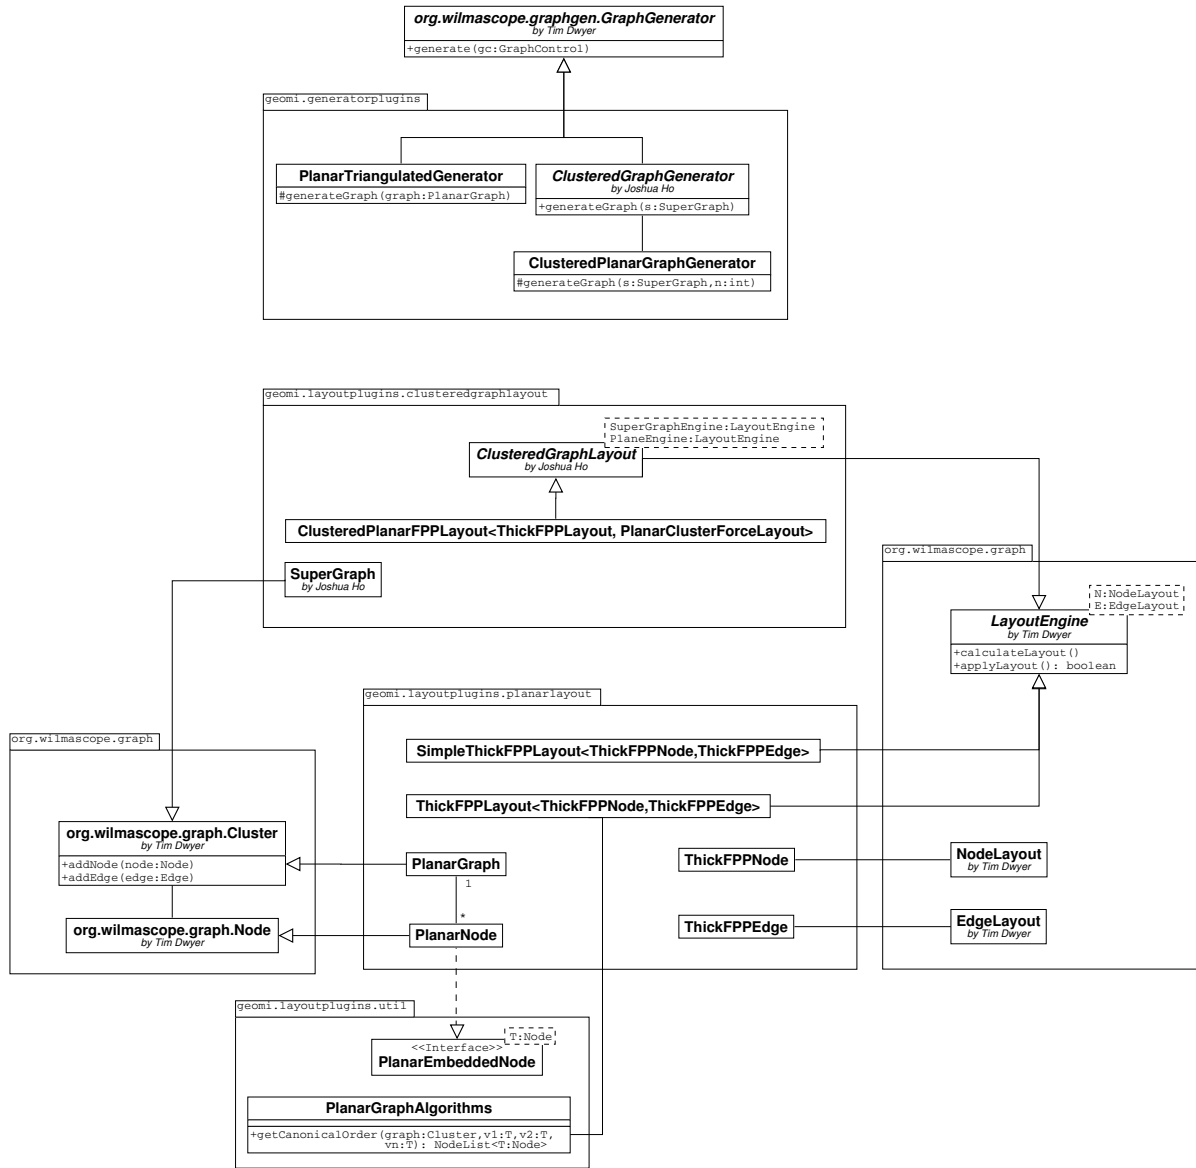 org.wilmascope.graphgen.GraphGenerator
by Tim Dwyer
+generate(gc:GraphControl)
geomi.generatorplugins
PlanarTriangulatedGenerator
#generateGraph(graph:PlanarGraph)
ClusteredGraphGenerator
by Joshua Ho
+generateGraph(s:SuperGraph)
ClusteredPlanarGraphGenerator
#generateGraph(s:SuperGraph,n:int)
geomi.layoutplugins.clusteredgraphlayout
SuperGraphEngine:LayoutEngine
PlaneEngine:LayoutEngine
ClusteredGraphLayout
by Joshua Ho
ClusteredPlanarFPPLayout<ThickFPPLayout, PlanarClusterForceLayout>
SuperGraph
by Joshua Ho
org.wilmascope.graph
N:NodeLayout
E:EdgeLayout
LayoutEngine
by Tim Dwyer
+calculateLayout()
+applyLayout(): boolean
geomi.layoutplugins.planarlayout
org.wilmascope.graph
SimpleThickFPPLayout<ThickFPPNode,ThickFPPEdge>
ThickFPPLayout<ThickFPPNode,ThickFPPEdge>
org.wilmascope.graph.Cluster
by Tim Dwyer
+addNode(node:Node)
+addEdge(edge:Edge)
PlanarGraph
1
ThickFPPNode
NodeLayout
by Tim Dwyer
*
org.wilmascope.graph.Node
by Tim Dwyer
PlanarNode
ThickFPPEdge
EdgeLayout
by Tim Dwyer
geomi.layoutplugins.util
T:Node
<<Interface>>
PlanarEmbeddedNode
PlanarGraphAlgorithms
+getCanonicalOrder(graph:Cluster,v1:T,v2:T,
vn:T): NodeList<T:Node>